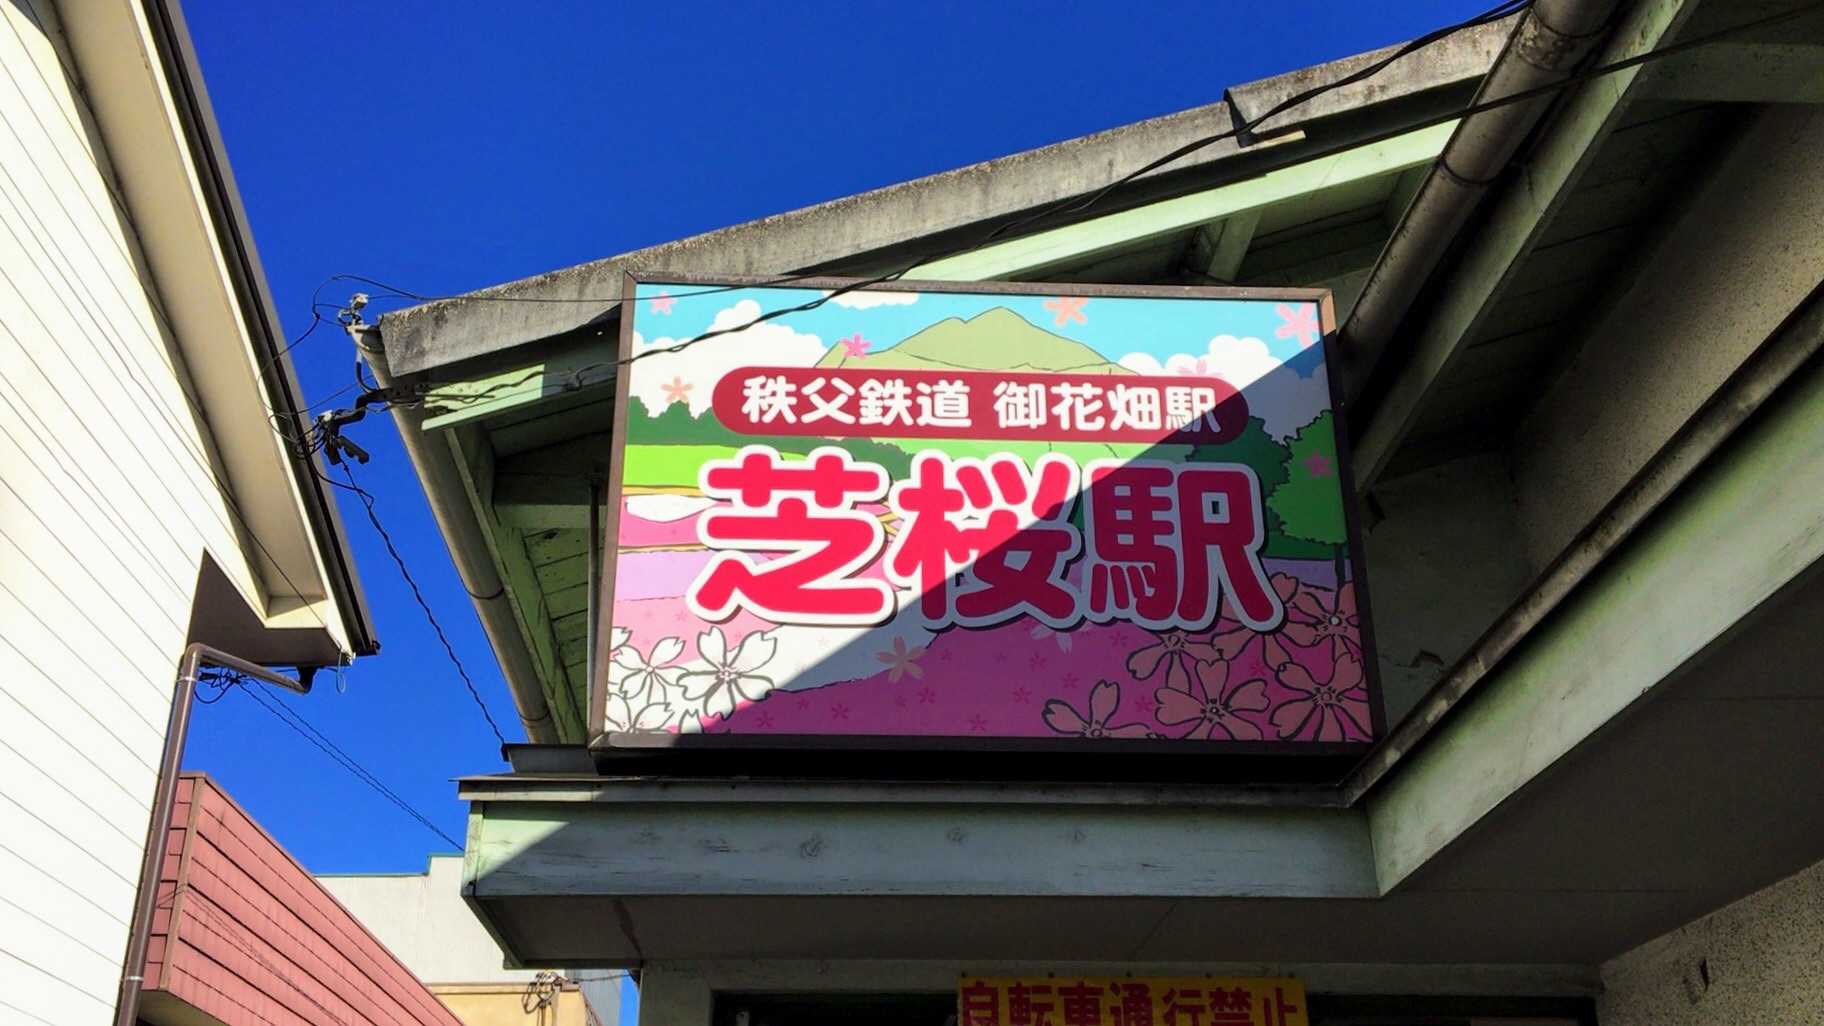 秩父鉄道 御花畑駅
芝桜駅
自転車通行禁止